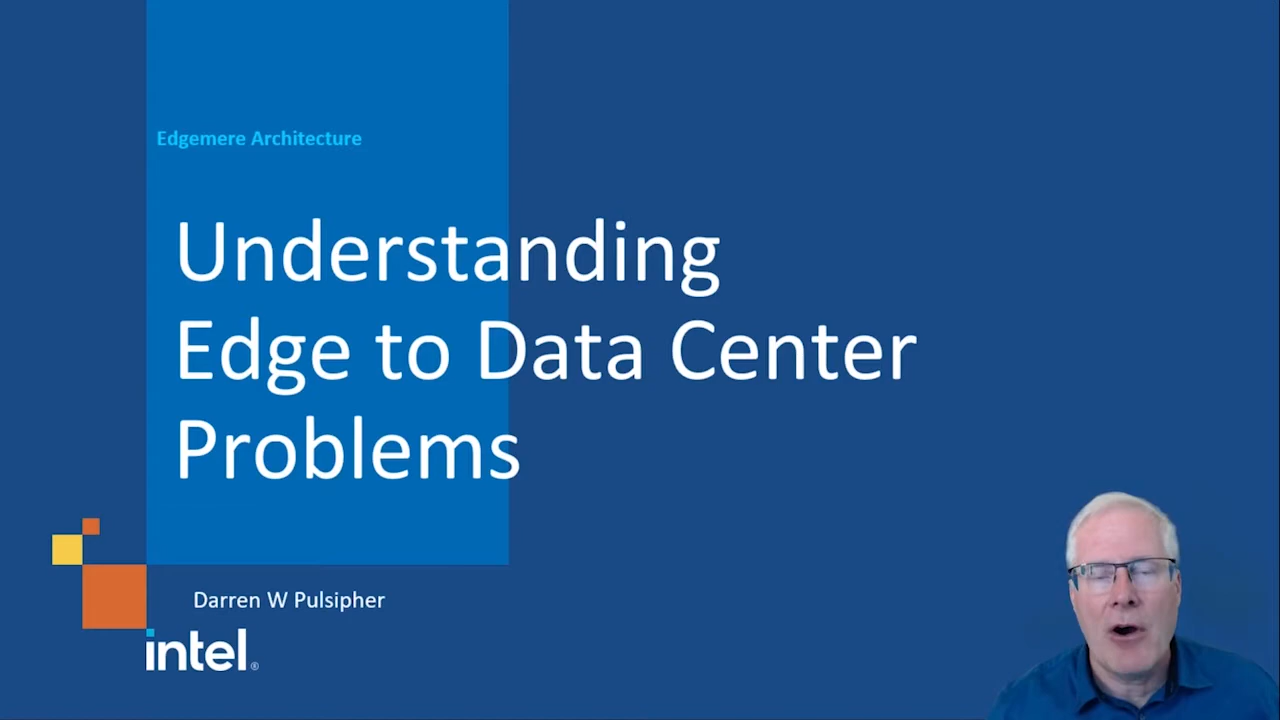 Edgemere Architecture
Understanding
Edge to Data Center
Problems
Darren W Pulsipher
intel®